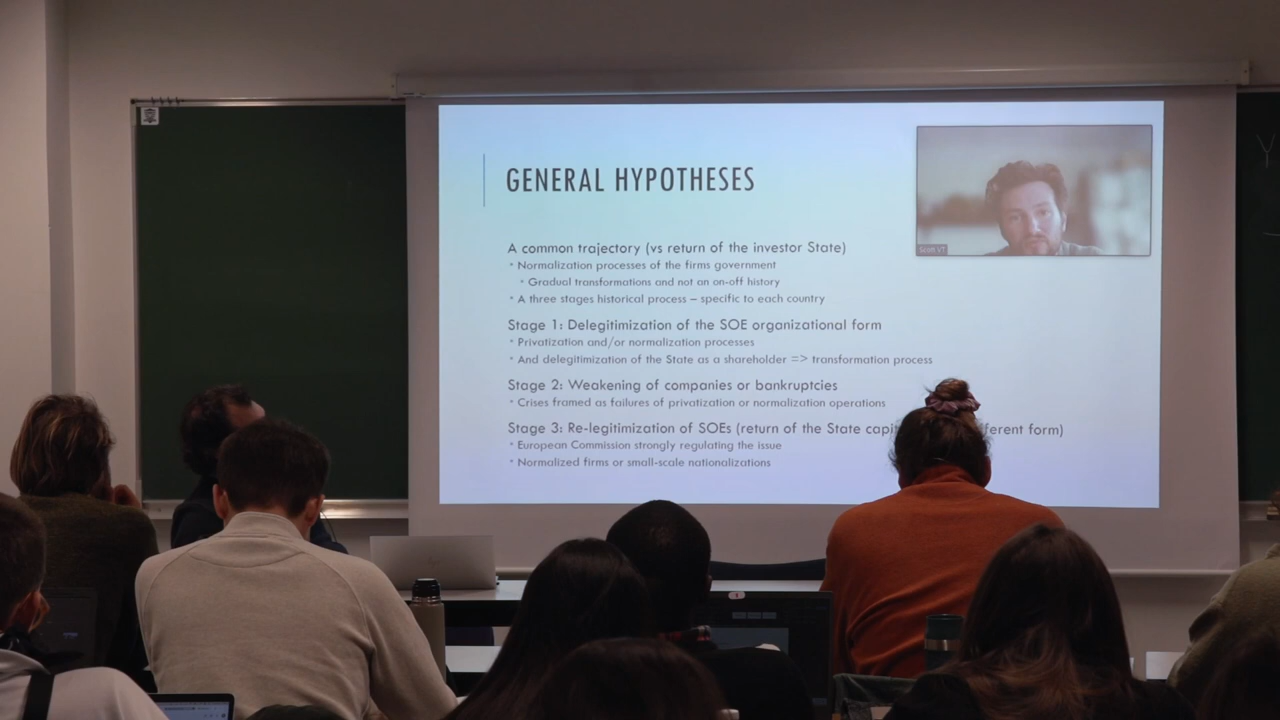 GENERAL HYPOTHESES
Scott VT
A common trajectory (vs return of the investor State)
• Normalization processes of the firms government
• Gradual transformations and not an on-off history
• A three stages historical process – specific to each country
Stage 1: Delegitimization of the SOE organizational form
• Privatization and/or normalization processes
• And delegitimization of the State as a shareholder => transformation process
Stage 2: Weakening of companies or bankruptcies
• Crises framed as failures of privatization or normalization operations
Stage 3: Re-legitimization of SOEs (return of the State form)
• European Commission strongly regulating the issue
• Normalized firms or small-scale nationalizations